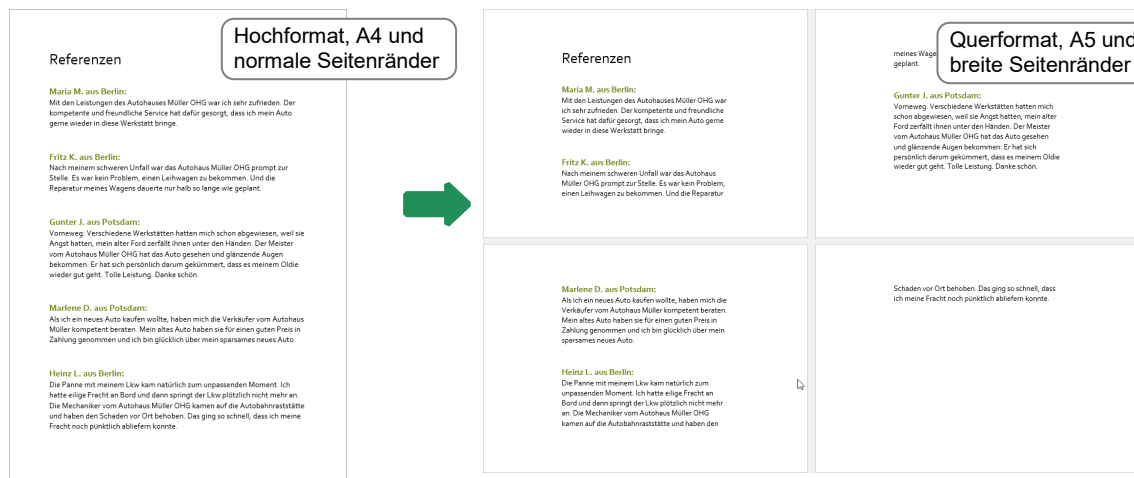 Hochformat, A4 und
normale Seitenränder
Referenzen
Maria M. aus Berlin:
Mit den Leistungen des Autohauses Müller OHG war ich sehr zufrieden. Der
kompetente und freundliche Service hat dafür gesorgt, dass ich mein Auto
gerne wieder in diese Werkstatt bringe.
Fritz K. aus Berlin:
Nach meinem schweren Unfall war das Autohaus Müller OHG prompt zur
Stelle. Es war kein Problem, einen Leihwagen zu bekommen. Und die
Reparatur meines Wagens dauerte nur halb so lange wie geplant.
Gunter J. aus Potsdam:
Vorneweg: Verschiedene Werkstätten hatten mich schon abgewiesen, weil sie
Angst hatten, mein alter Ford zerfällt ihnen unter den Händen. Der Meister
vom Autohaus Müller OHG hat das Auto gesehen und glänzende Augen
bekommen: Er hat sich persönlich darum gekümmert, dass es meinem Oldie
wieder gut geht. Tolle Leistung. Danke schön.
Marlene D. aus Potsdam:
Als ich ein neues Auto kaufen wollte, haben mich die Verkäufer vom Autohaus
Müller kompetent beraten. Mein altes Auto haben sie für einen guten Preis in
Zahlung genommen und ich bin glücklich über mein sparsames neues Auto.
Heinz L. aus Berlin:
Die Panne mit meinem Lkw kam natürlich zum unpassenden Moment. Ich
hatte eilige Fracht an Bord und dann springt der Lkw plötzlich nicht mehr an.
Die Mechaniker vom Autohaus Müller OHG kamen auf die Autobahnraststätte
und haben den Schaden vor Ort behoben. Das ging so schnell, dass ich meine
Fracht noch pünktlich abliefern konnte.
Referenzen
Maria M. aus Berlin:
Mit den Leistungen des Autohauses Müller OHG war
ich sehr zufrieden. Der kompetente und freundliche
Service hat dafür gesorgt, dass ich mein Auto gerne
wieder in diese Werkstatt bringe.
Fritz K. aus Berlin:
Nach meinem schweren Unfall war das Autohaus
Müller OHG prompt zur Stelle. Es war kein Problem,
einen Leihwagen zu bekommen. Und die Reparatur
Querformat, A5 und
breite Seitenränder
meines Wage
geplant.
Gunter J. aus Potsdam:
Vorneweg: Verschiedene Werkstätten hatten mich
schon abgewiesen, weil sie Angst hatten, mein alter
Ford zerfällt ihnen unter den Händen. Der Meister
vom Autohaus Müller OHG hat das Auto gesehen
und glänzende Augen bekommen: Er hat sich
persönlich darum gekümmert, dass es meinem Oldie
wieder gut geht. Tolle Leistung. Danke schön.
Marlene D. aus Potsdam:
Als ich ein neues Auto kaufen wollte, haben mich die
Verkäufer vom Autohaus Müller kompetent beraten.
Mein altes Auto haben sie für einen guten Preis in
Zahlung genommen und ich bin glücklich über mein
sparsames neues Auto.
Heinz L. aus Berlin:
Die Panne mit meinem Lkw kam natürlich zum
unpassenden Moment. Ich hatte eilige Fracht an
Bord und dann springt der Lkw plötzlich nicht mehr
an. Die Mechaniker vom Autohaus Müller OHG
kamen auf die Autobahnraststätte und haben den
Schaden vor Ort behoben. Das ging so schnell, dass
ich meine Fracht noch pünktlich abliefern konnte.